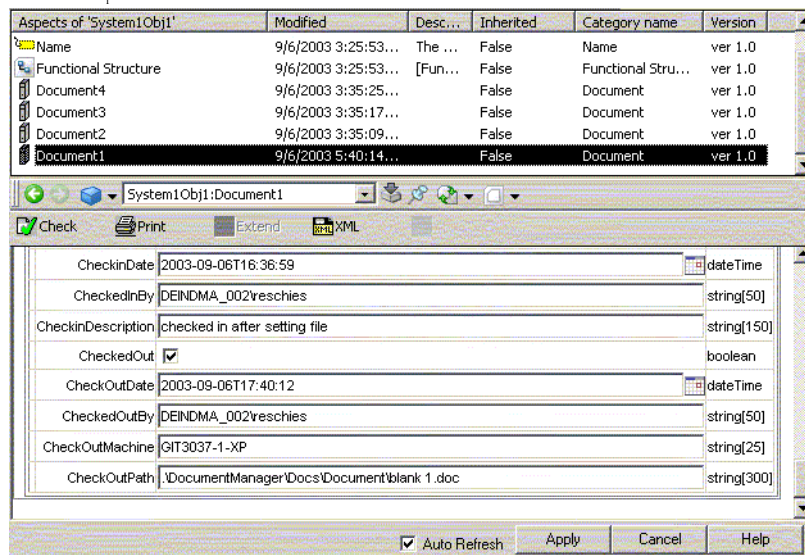 Aspects of 'System1Obj1' Modified Desc... Inherited Category name Version
Name 9/6/2003 3:25:53... The ... False Name ver 1.0
Functional Structure 9/6/2003 3:25:53... [Fun... False Functional Stru... ver 1.0
Document4 9/6/2003 3:35:25... False Document ver 1.0
Document3 9/6/2003 3:35:17... False Document ver 1.0
Document2 9/6/2003 3:35:09... False Document ver 1.0
Document1 9/6/2003 5:40:14... False Document ver 1.0
System1Obj1:Document1
Check Print Extend XML XML
CheckinDate 2003-09-06T16:36:59 dateTime
CheckedInBy DEINDMA_002\reschies string[50]
CheckinDescription checked in after setting file string[150]
CheckedOut boolean
CheckOutDate 2003-09-06T17:40:12 dateTime
CheckedOutBy DEINDMA_002\reschies string[50]
CheckOutMachine GIT3037-1-XP string[25]
CheckOutPath .\DocumentManager\Docs\Document\blank 1.doc string[300]
Auto Refresh Apply Cancel Help